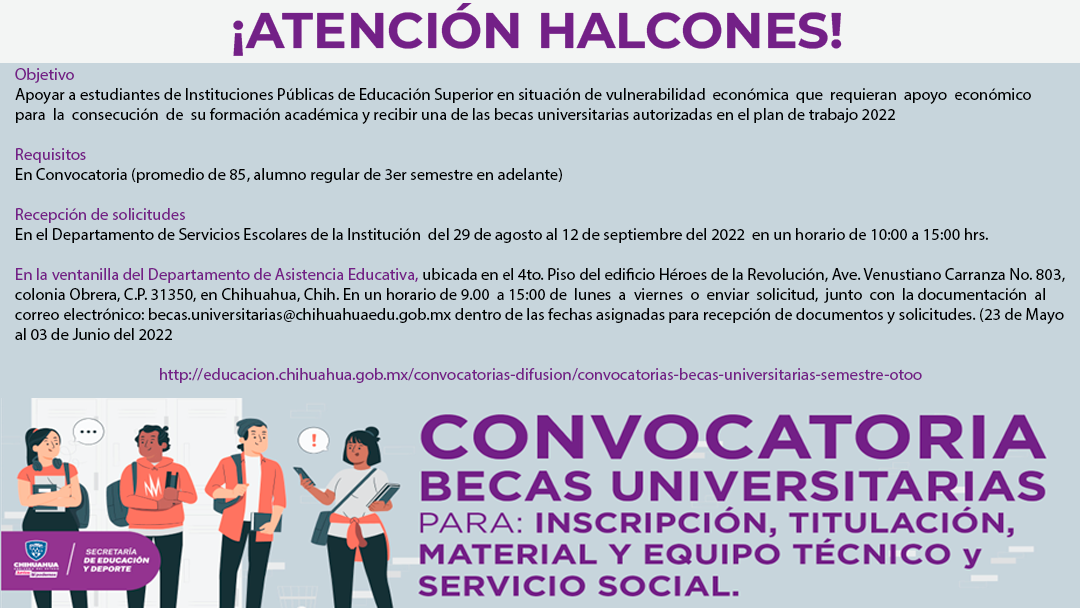 ¡ATENCIÓN HALCONES!
Objetivo
Apoyar a estudiantes de Instituciones Públicas de Educación Superior en situación de vulnerabilidad económica que requieran apoyo económico
para la consecución de su formación académica y recibir una de las becas universitarias autorizadas en el plan de trabajo 2022
Requisitos
En Convocatoria (promedio de 85, alumno regular de 3er semestre en adelante)
Recepción de solicitudes
En el Departamento de Servicios Escolares de la Institución del 29 de agosto al 12 de septiembre del 2022 en un horario de 10:00 a 15:00 hrs.
En la ventanilla del Departamento de Asistencia Educativa, ubicada en el 4to. Piso del edificio Héroes de la Revolución, Ave. Venustiano Carranza No. 803,
colonia Obrera, C.P. 31350, en Chihuahua, Chih. En un horario de 9.00 a 15:00 de lunes a viernes o enviar solicitud, junto con la documentación al
correo electrónico: becas.universitarias@chihuahuaedu.gob.mx dentro de las fechas asignadas para recepción de documentos y solicitudes. (23 de Mayo
al 03 de Junio del 2022
http://educacion.chihuahua.gob.mx/convocatorias-difusion/convocatorias-becas-universitarias-semestre-otoo
CONVOCATORIA
BECAS UNIVERSITARIAS
PARA: INSCRIPCIÓN, TITULACIÓN,
MATERIAL Y EQUIPO TÉCNICO y
SERVICIO SOCIAL.
CHIHUAHUA
SECRETARÍA
DE EDUCACIÓN
Y DEPORTE